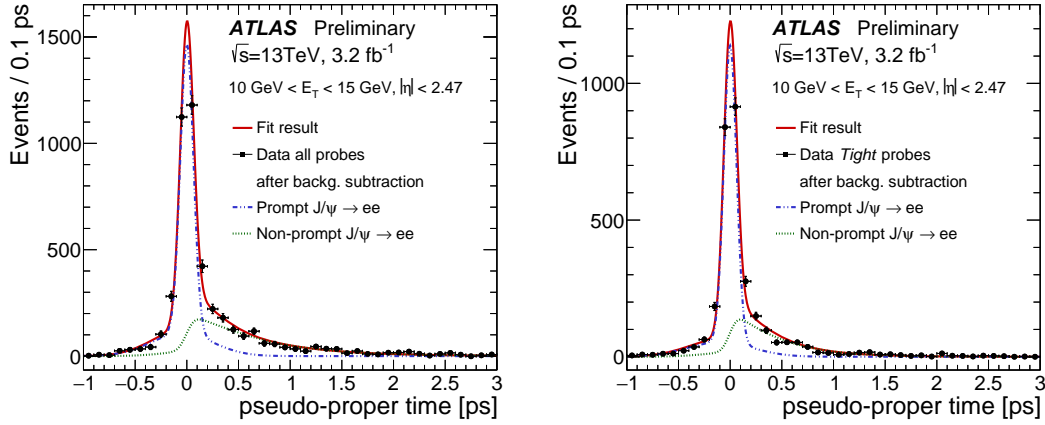 Events / 0.1 ps
1500
1000
500
0
ATLAS Preliminary
√s=13TeV, 3.2 fb⁻¹
10 GeV < E_T < 15 GeV, |η| < 2.47
Fit result
Data all probes
after backg. subtraction
Prompt J/ψ → ee
Non-prompt J/ψ → ee
−1 −0.5 0 0.5 1 1.5 2 2.5 3
pseudo-proper time [ps]
Events / 0.1 ps
1000
500
0
ATLAS Preliminary
√s=13TeV, 3.2 fb⁻¹
10 GeV < E_T < 15 GeV, |η| < 2.47
Fit result
Data Tight probes
after backg. subtraction
Prompt J/ψ → ee
Non-prompt J/ψ → ee
−1 −0.5 0 0.5 1 1.5 2 2.5 3
pseudo-proper time [ps]